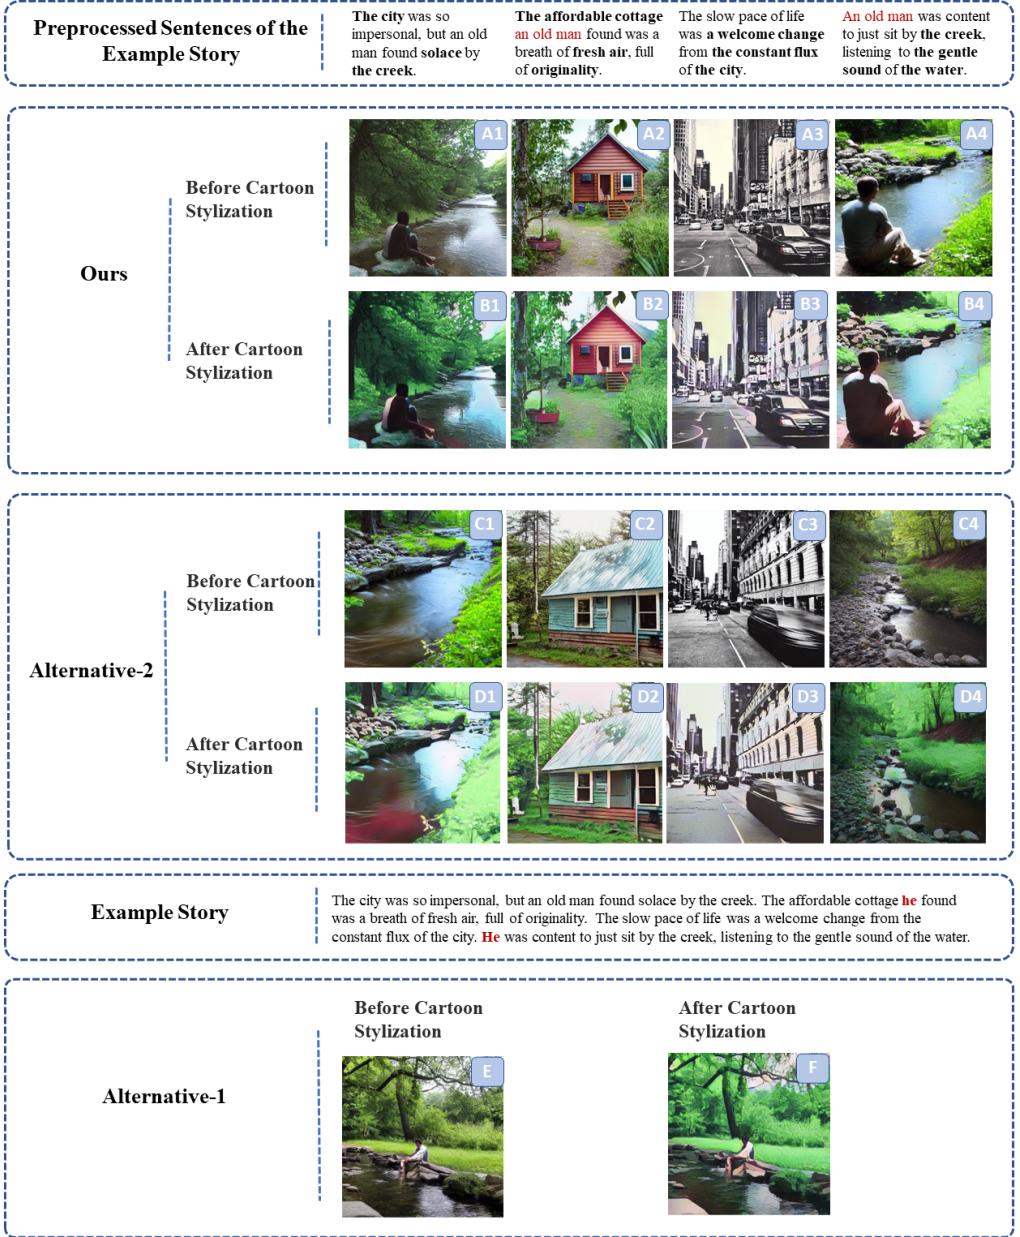 Preprocessed Sentences of the
Example Story
The city was so
impersonal, but an old
man found solace by
the creek.
The affordable cottage
an old man found was a
breath of fresh air, full
of originality.
The slow pace of life
was a welcome change
from the constant flux
of the city.
An old man was content
to just sit by the creek,
listening to the gentle
sound of the water.
Ours
Before Cartoon
Stylization
A1
A2
A3
A4
After Cartoon
Stylization
B1
B2
B3
B4
Alternative-2
Before Cartoon
Stylization
C1
C2
C3
C4
After Cartoon
Stylization
D1
D2
D3
D4
Example Story
The city was so impersonal, but an old man found solace by the creek. The affordable cottage he found
was a breath of fresh air, full of originality. The slow pace of life was a welcome change from the
constant flux of the city. He was content to just sit by the creek, listening to the gentle sound of the water.
Alternative-1
Before Cartoon
Stylization
E
After Cartoon
Stylization
F